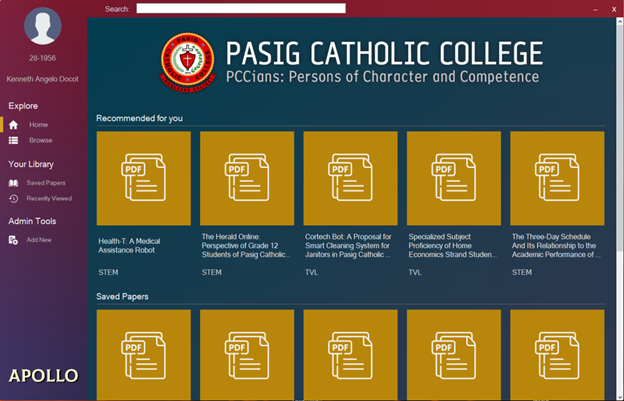 Search:
–
X
28-1956
Kenneth Angelo Docot
Explore
Home
Browse
Your Library
Saved Papers
Recently Viewed
Admin Tools
Add New
APOLLO
PASIG CATHOLIC COLLEGE
PCCians: Persons of Character and Competence
Recommended for you
PDF
PDF
PDF
PDF
PDF
Health-T: A Medical
Assistance Robot
STEM
The Herald Online:
Perspective of Grade 12
Students of Pasig Catholic...
STEM
Cortech Bot: A Proposal for
Smart Cleaning System for
Janitors in Pasig Catholic ...
TVL
Specialized Subject
Proficiency of Home
Economics Strand Studen...
TVL
The Three-Day Schedule
And Its Relationship to the
Academic Performance of ...
STEM
Saved Papers
PDF
PDF
PDF
PDF
PDF